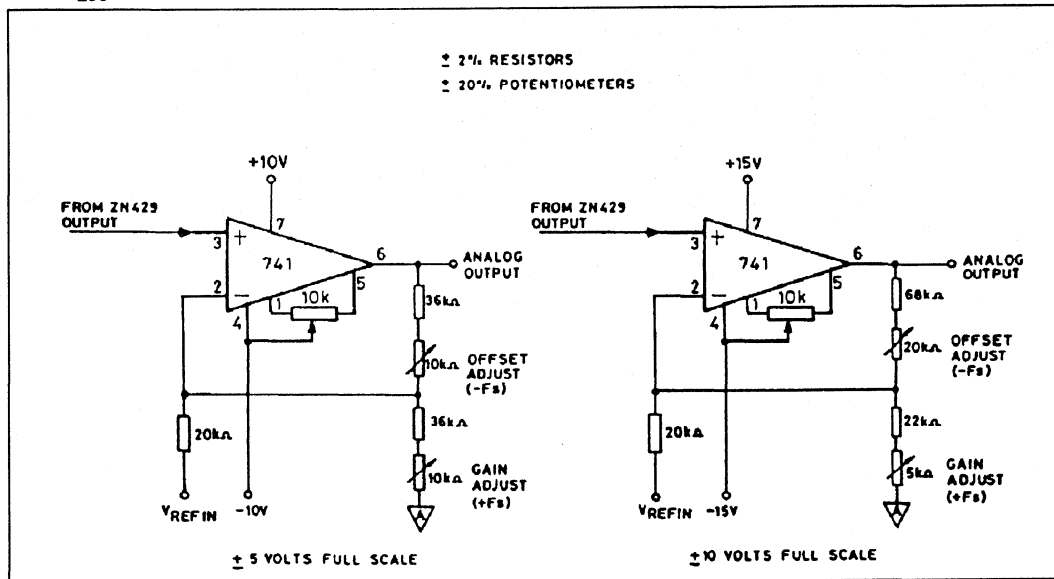 ± 2% RESISTORS
± 20% POTENTIOMETERS
+10V
FROM ZN429
OUTPUT
7
3
+
741
6
ANALOG
OUTPUT
2
−
1
10k
5
4
36kΩ
10kΩ
OFFSET
ADJUST
(-Fs)
20kΩ
36kΩ
10kΩ
GAIN
ADJUST
(+Fs)
VREFIN
-10V
A
± 5 VOLTS FULL SCALE
+15V
FROM ZN429
OUTPUT
7
3
+
741
6
ANALOG
OUTPUT
2
−
1
10k
5
4
68kΩ
20kΩ
OFFSET
ADJUST
(-Fs)
20kΩ
22kΩ
5kΩ
GAIN
ADJUST
(+Fs)
VREFIN
-15V
A
±10 VOLTS FULL SCALE